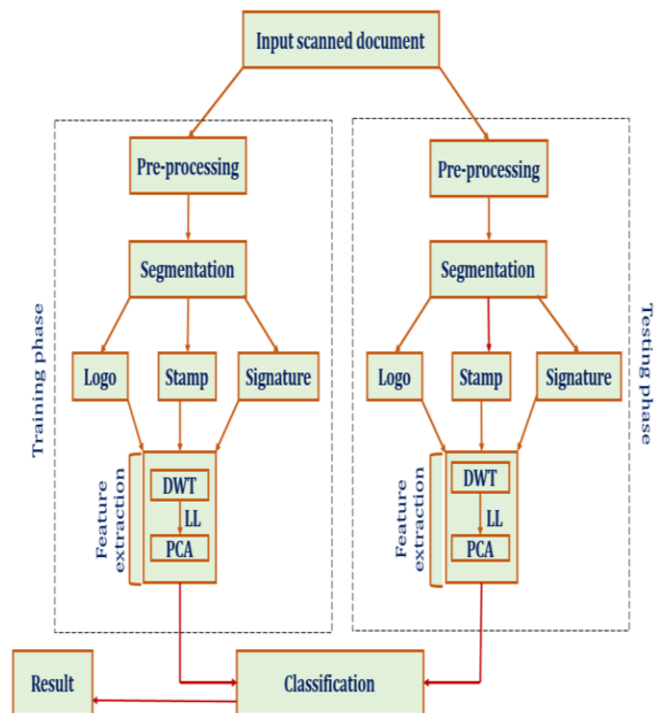 Input scanned document
Pre-processing
Segmentation
Logo
Stamp
Signature
DWT
LL
PCA
Feature
extraction
Training phase
Pre-processing
Segmentation
Logo
Stamp
Signature
DWT
LL
PCA
Feature
extraction
Testing phase
Classification
Result